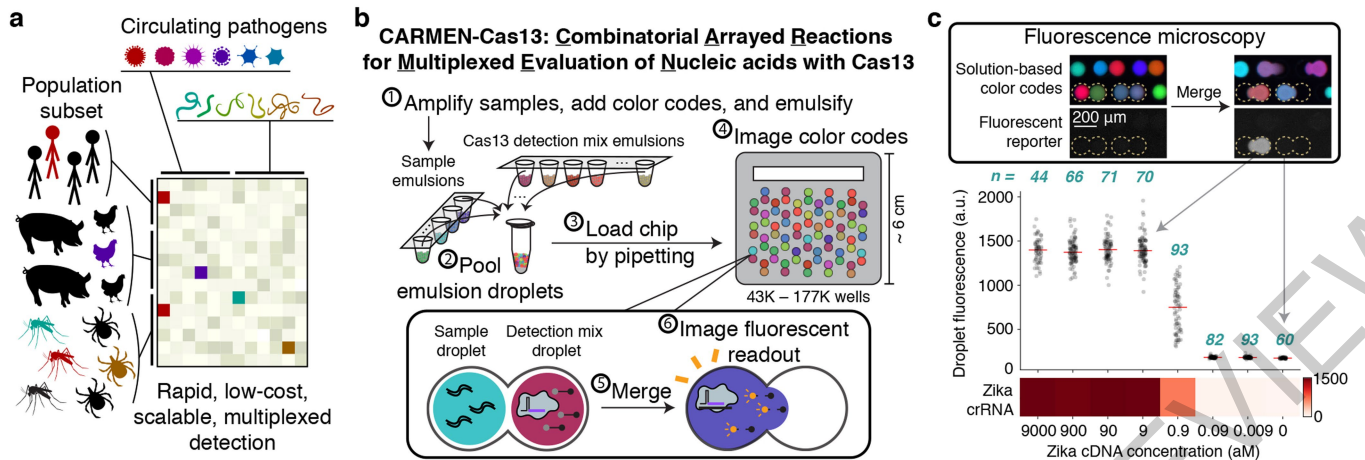 a
Circulating pathogens
Population
subset
Rapid, low-cost,
scalable, multiplexed
detection
b
CARMEN-Cas13: Combinatorial Arrayed Reactions
for Multiplexed Evaluation of Nucleic acids with Cas13
1 Amplify samples, add color codes, and emulsify
Sample
emulsions
Cas13 detection mix emulsions
...
...
2 Pool
emulsion droplets
3 Load chip
by pipetting
4 Image color codes
~ 6 cm
43K – 177K wells
Sample
droplet
Detection mix
droplet
5 Merge
6 Image fluorescent
readout
c
Fluorescence microscopy
Solution-based
color codes
Merge
Fluorescent
reporter
200 µm
n = 44 66 71 70
93
82 93 60
Droplet fluorescence (a.u.)
2000
1500
1000
500
0
Zika
crRNA
1500
0
9000 900 90 9 0.9 0.09 0.009 0
Zika cDNA concentration (aM)
VIEW